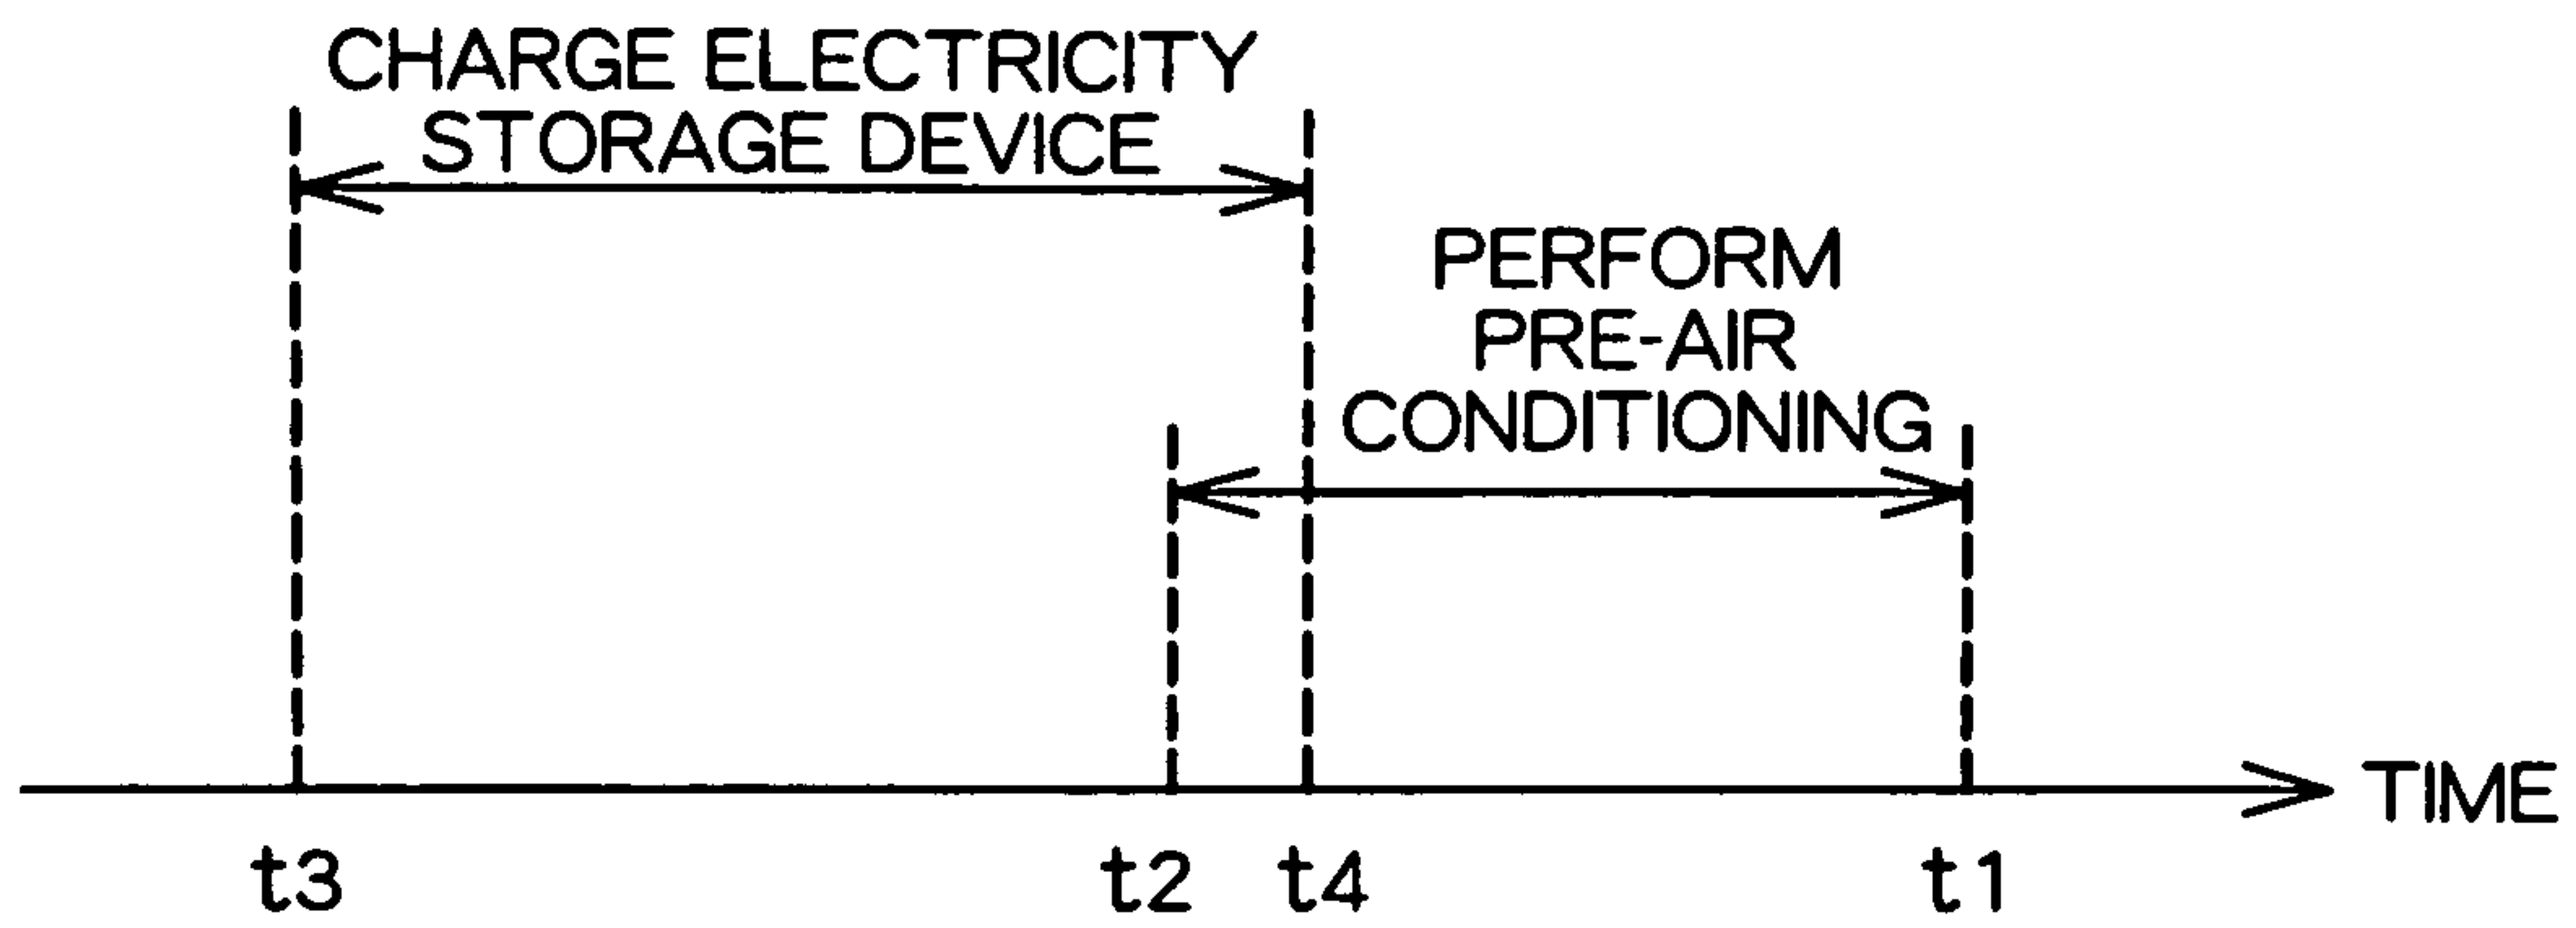 CHARGE ELECTRICITY
STORAGE DEVICE
PERFORM
PRE-AIR
CONDITIONING
TIME
t3
t2
t4
t1